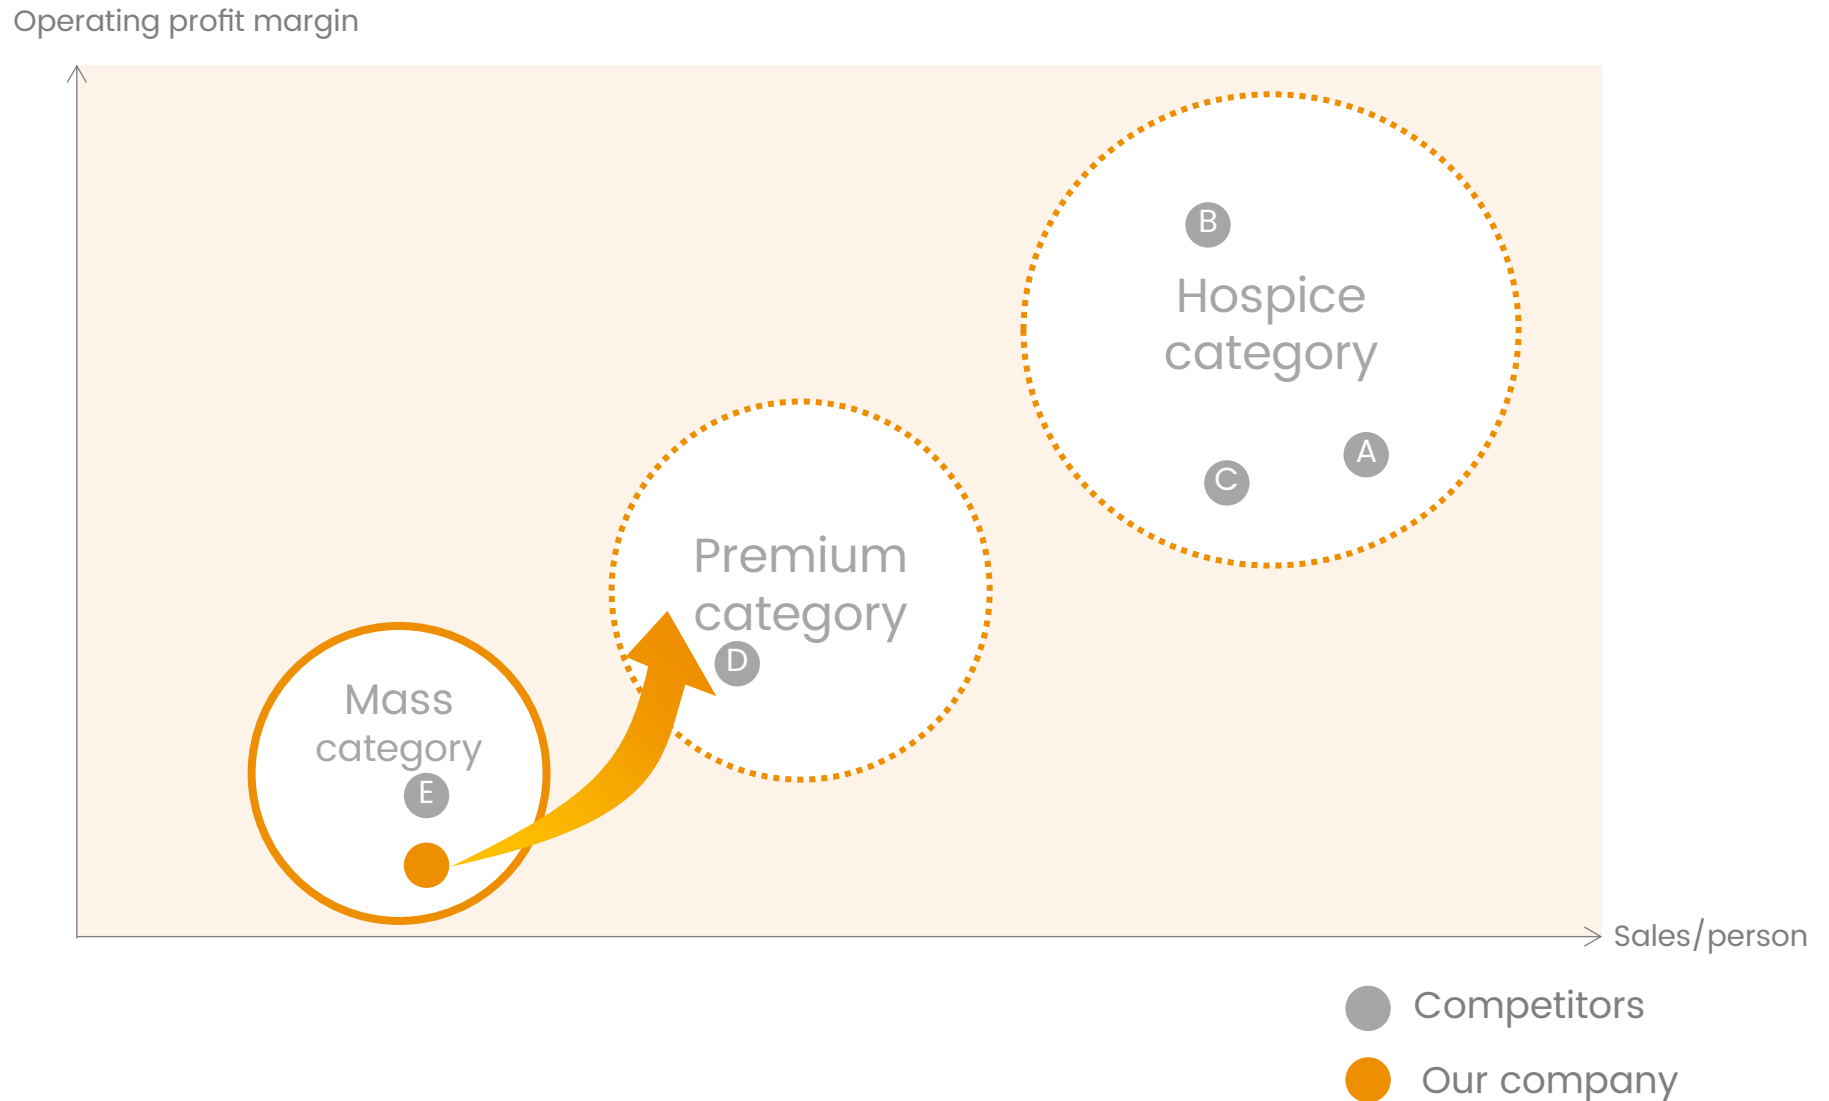 Operating profit margin
B
Hospice
category
A
C
Premium
category
D
Mass
category
E
Sales/person
Competitors
Our company